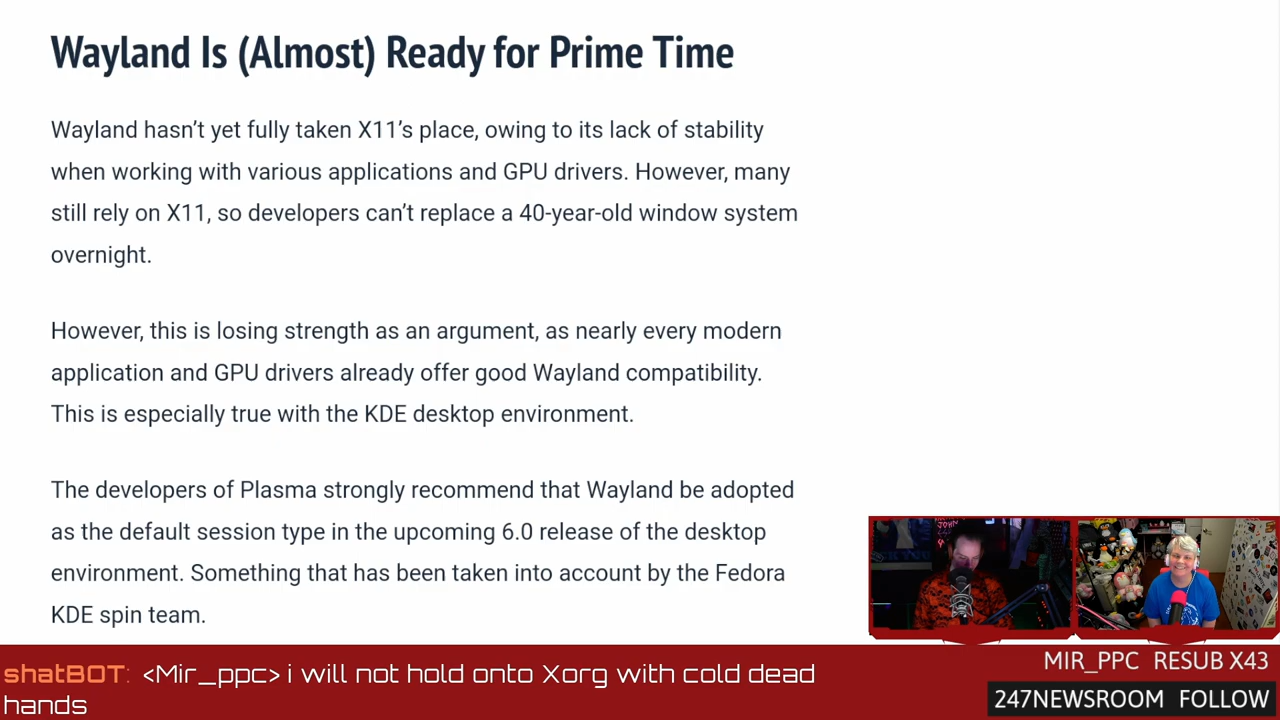 Wayland Is (Almost) Ready for Prime Time
Wayland hasn’t yet fully taken X11’s place, owing to its lack of stability
when working with various applications and GPU drivers. However, many
still rely on X11, so developers can’t replace a 40-year-old window system
overnight.
However, this is losing strength as an argument, as nearly every modern
application and GPU drivers already offer good Wayland compatibility.
This is especially true with the KDE desktop environment.
The developers of Plasma strongly recommend that Wayland be adopted
as the default session type in the upcoming 6.0 release of the desktop
environment. Something that has been taken into account by the Fedora
KDE spin team.
shatBOT: <Mir_ppc> i will not hold onto Xorg with cold dead
hands
MIR_PPC RESUB X43
247NEWSROOM FOLLOW